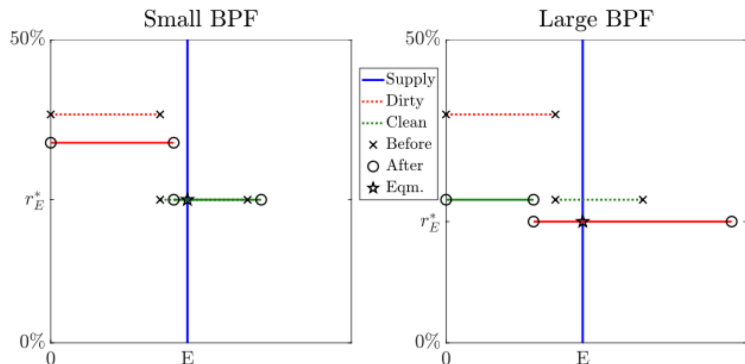 Small BPF
Large BPF
50%
r*E
0%
0
E
Supply
Dirty
Clean
Before
After
Eqm.
50%
r*E
0%
0
E